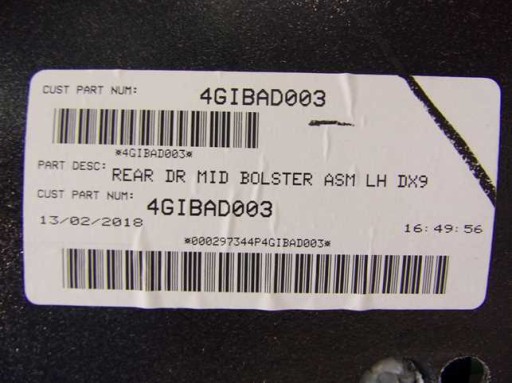 CUST PART NUM: 4GIBAD003
*4GIBAD003*
PART DESC: REAR DR MID BOLSTER ASM LH DX9
CUST PART NUM: 4GIBAD003
13/02/2018 16:49:56
*000297344P4GIBAD003*